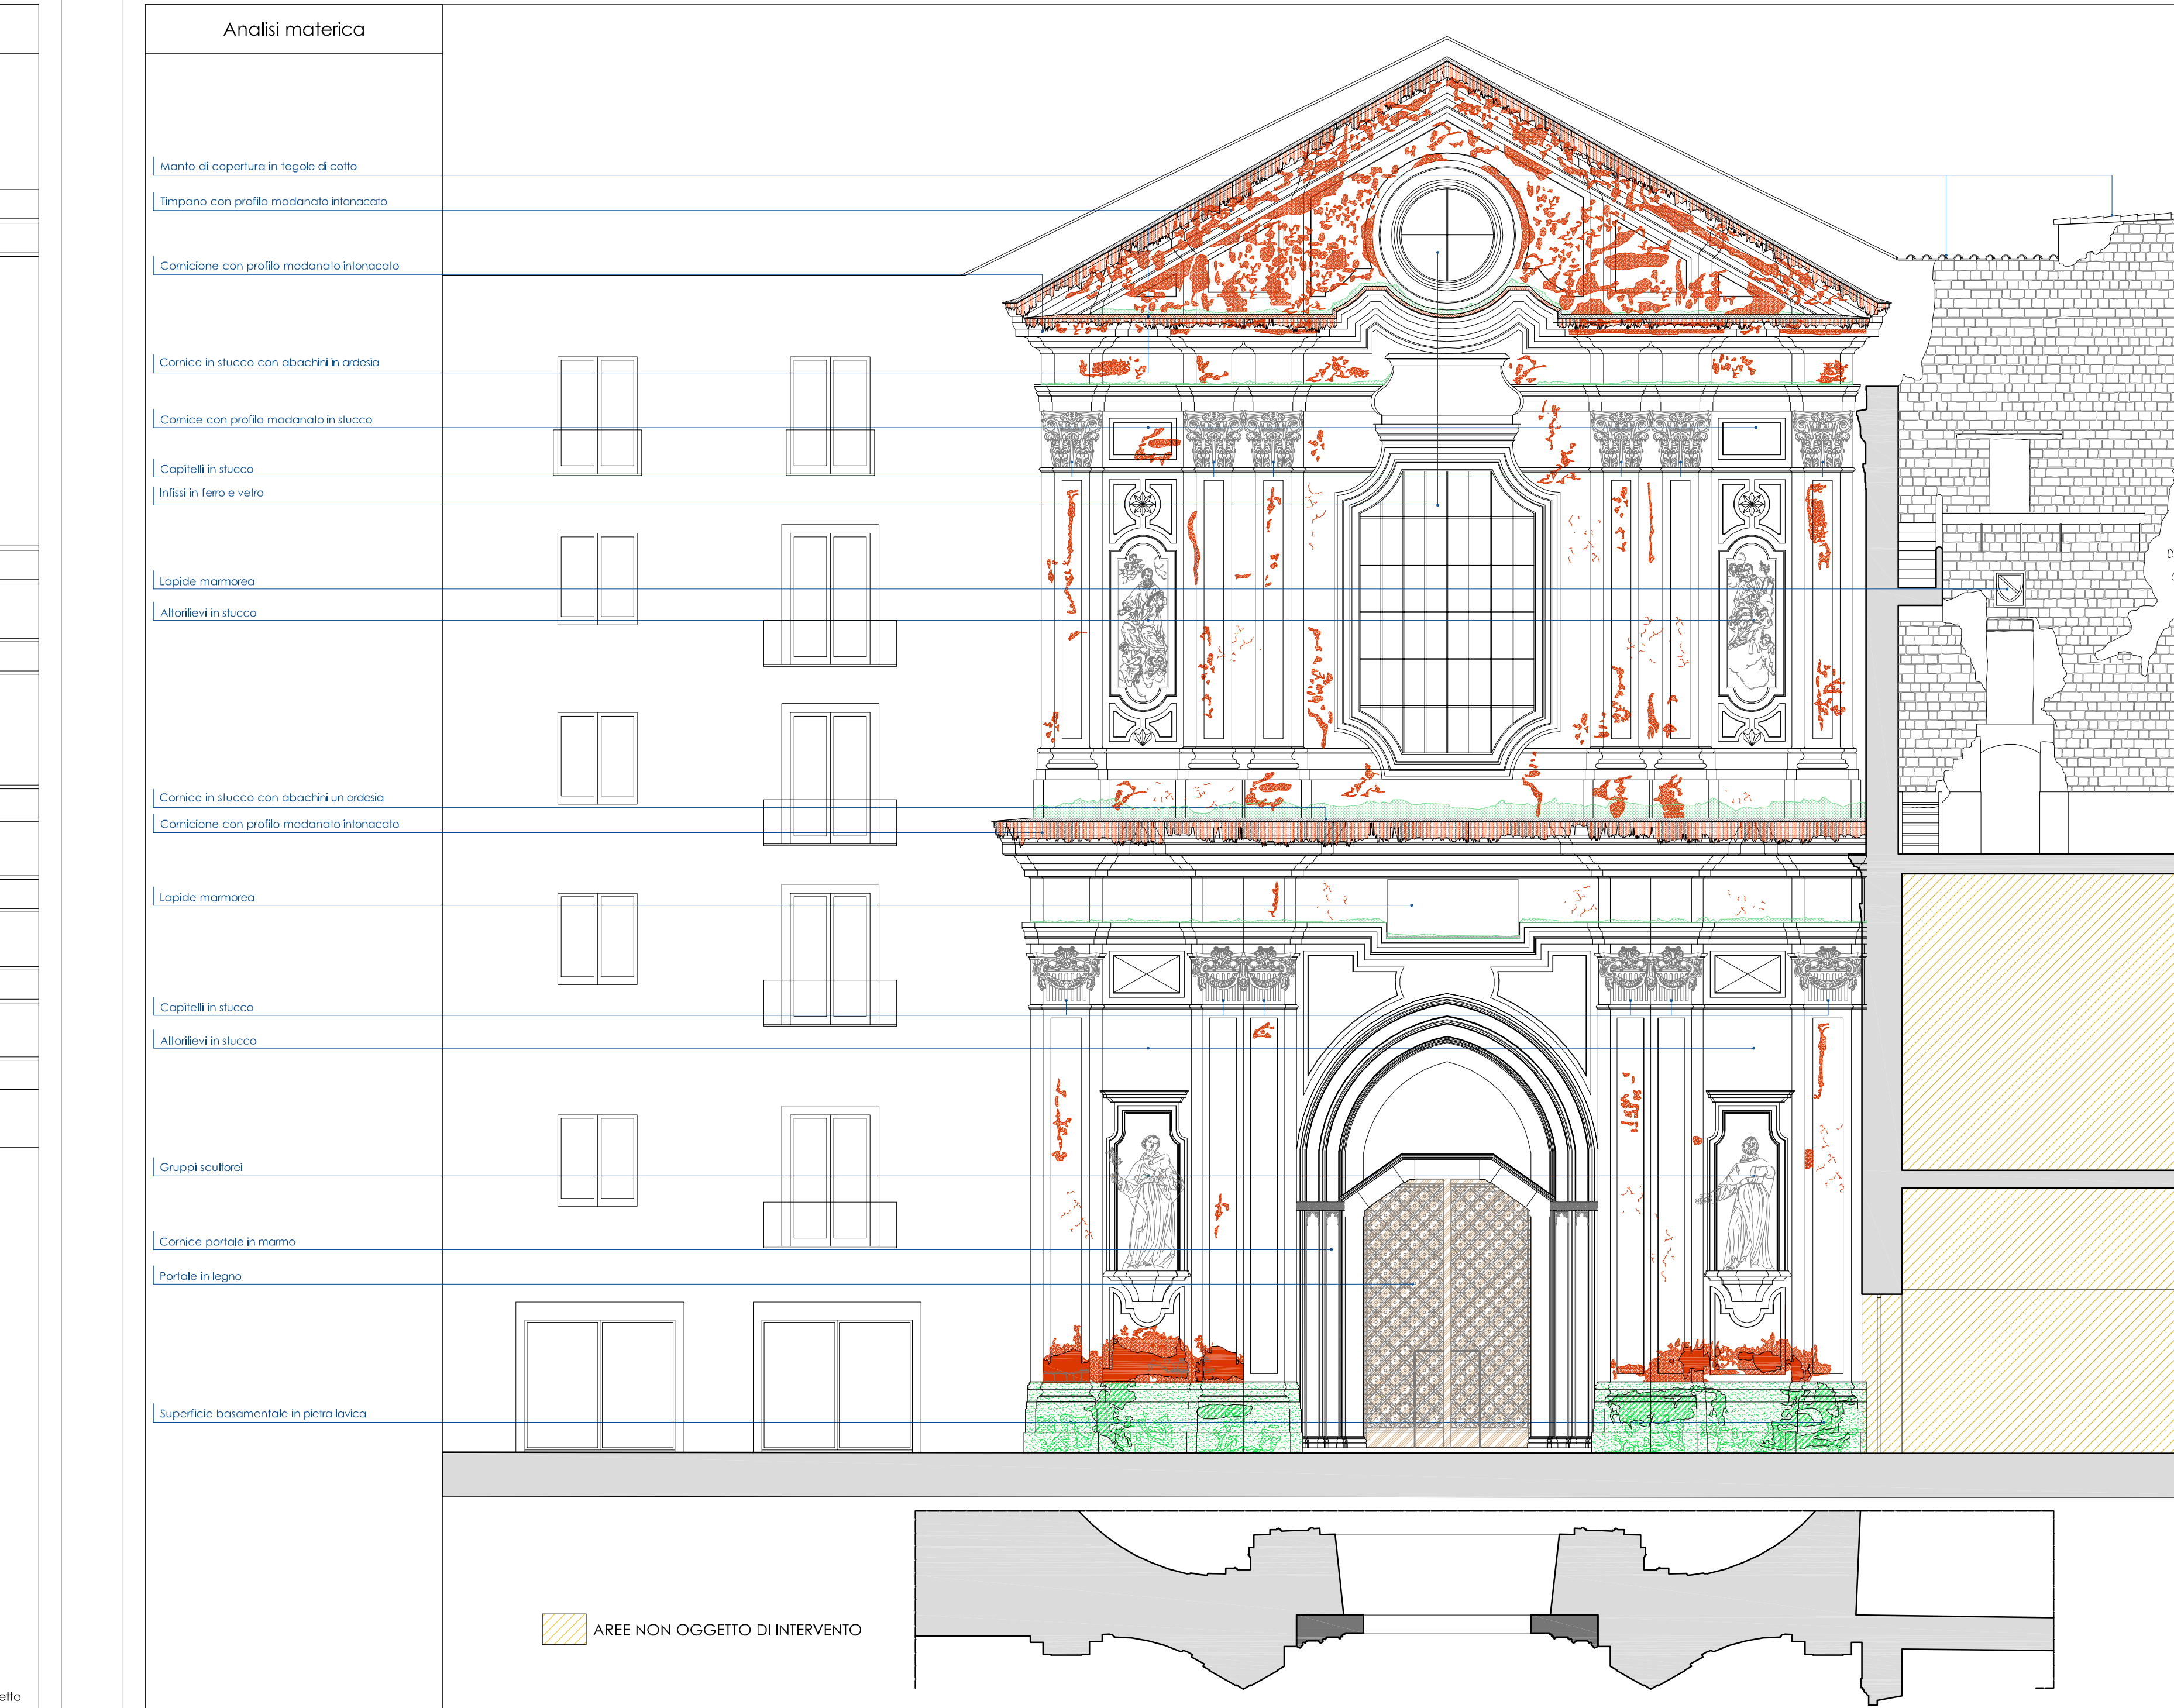 Analisi materica
Manto di copertura in tegole di cotto
Timpano con profilo modanato intonacato
Cornicione con profilo modanato intonacato
Cornice in stucco con abachini in ardesia
Cornice con profilo modanato in stucco
Capitelli in stucco
Infissi in ferro e vetro
Lapide marmorea
Altorilievi in stucco
Cornice in stucco con abachini un ardesia
Cornicione con profilo modanato intonacato
Lapide marmorea
Capitelli in stucco
Altorilievi in stucco
Gruppi scultorei
Cornice portale in marmo
Portale in legno
Superficie basamentale in pietra lavica
AREE NON OGGETTO DI INTERVENTO
etto